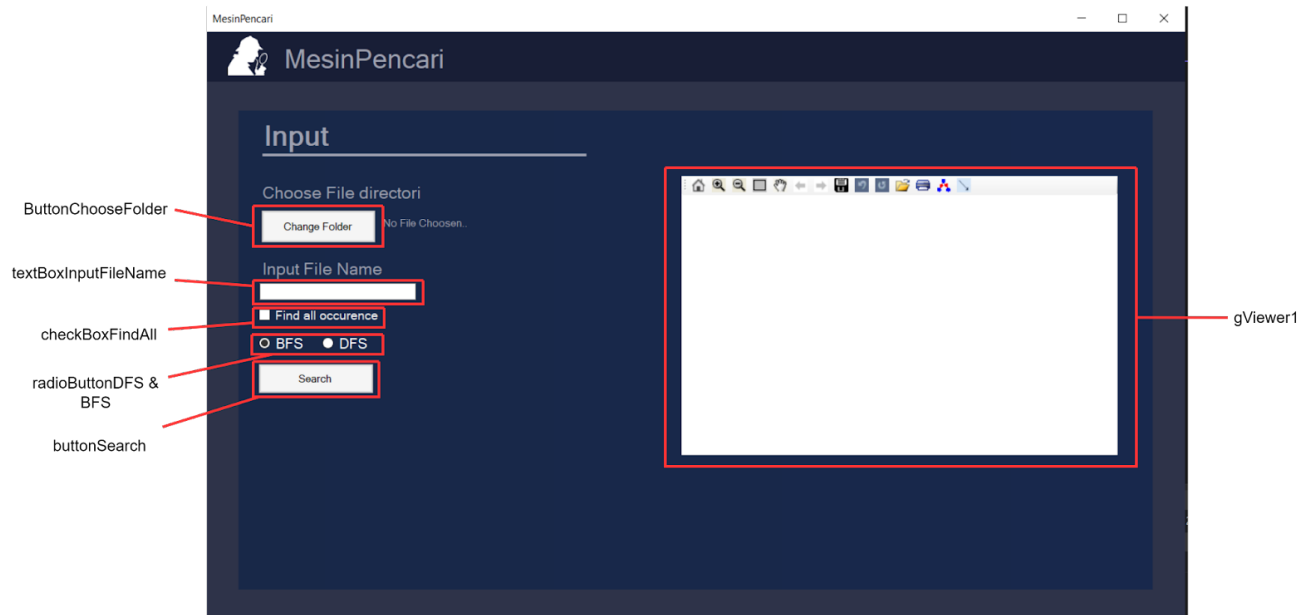 MesinPencari
MesinPencari
Input
Choose File directori
ButtonChooseFolder
Change Folder
No File Choosen..
Input File Name
textBoxInputFileName
Find all occurence
checkBoxFindAll
BFS
DFS
radioButtonDFS &
BFS
Search
buttonSearch
gViewer1